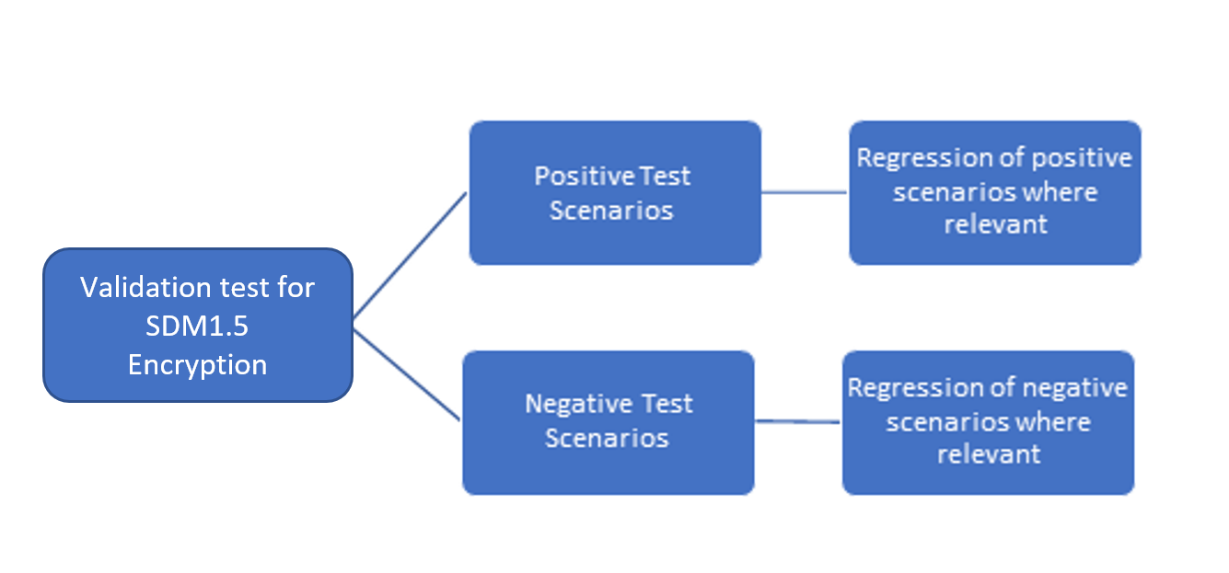 Validation test for
SDM1.5
Encryption
Positive Test
Scenarios
Regression of positive
scenarios where
relevant
Negative Test
Scenarios
Regression of negative
scenarios where
relevant